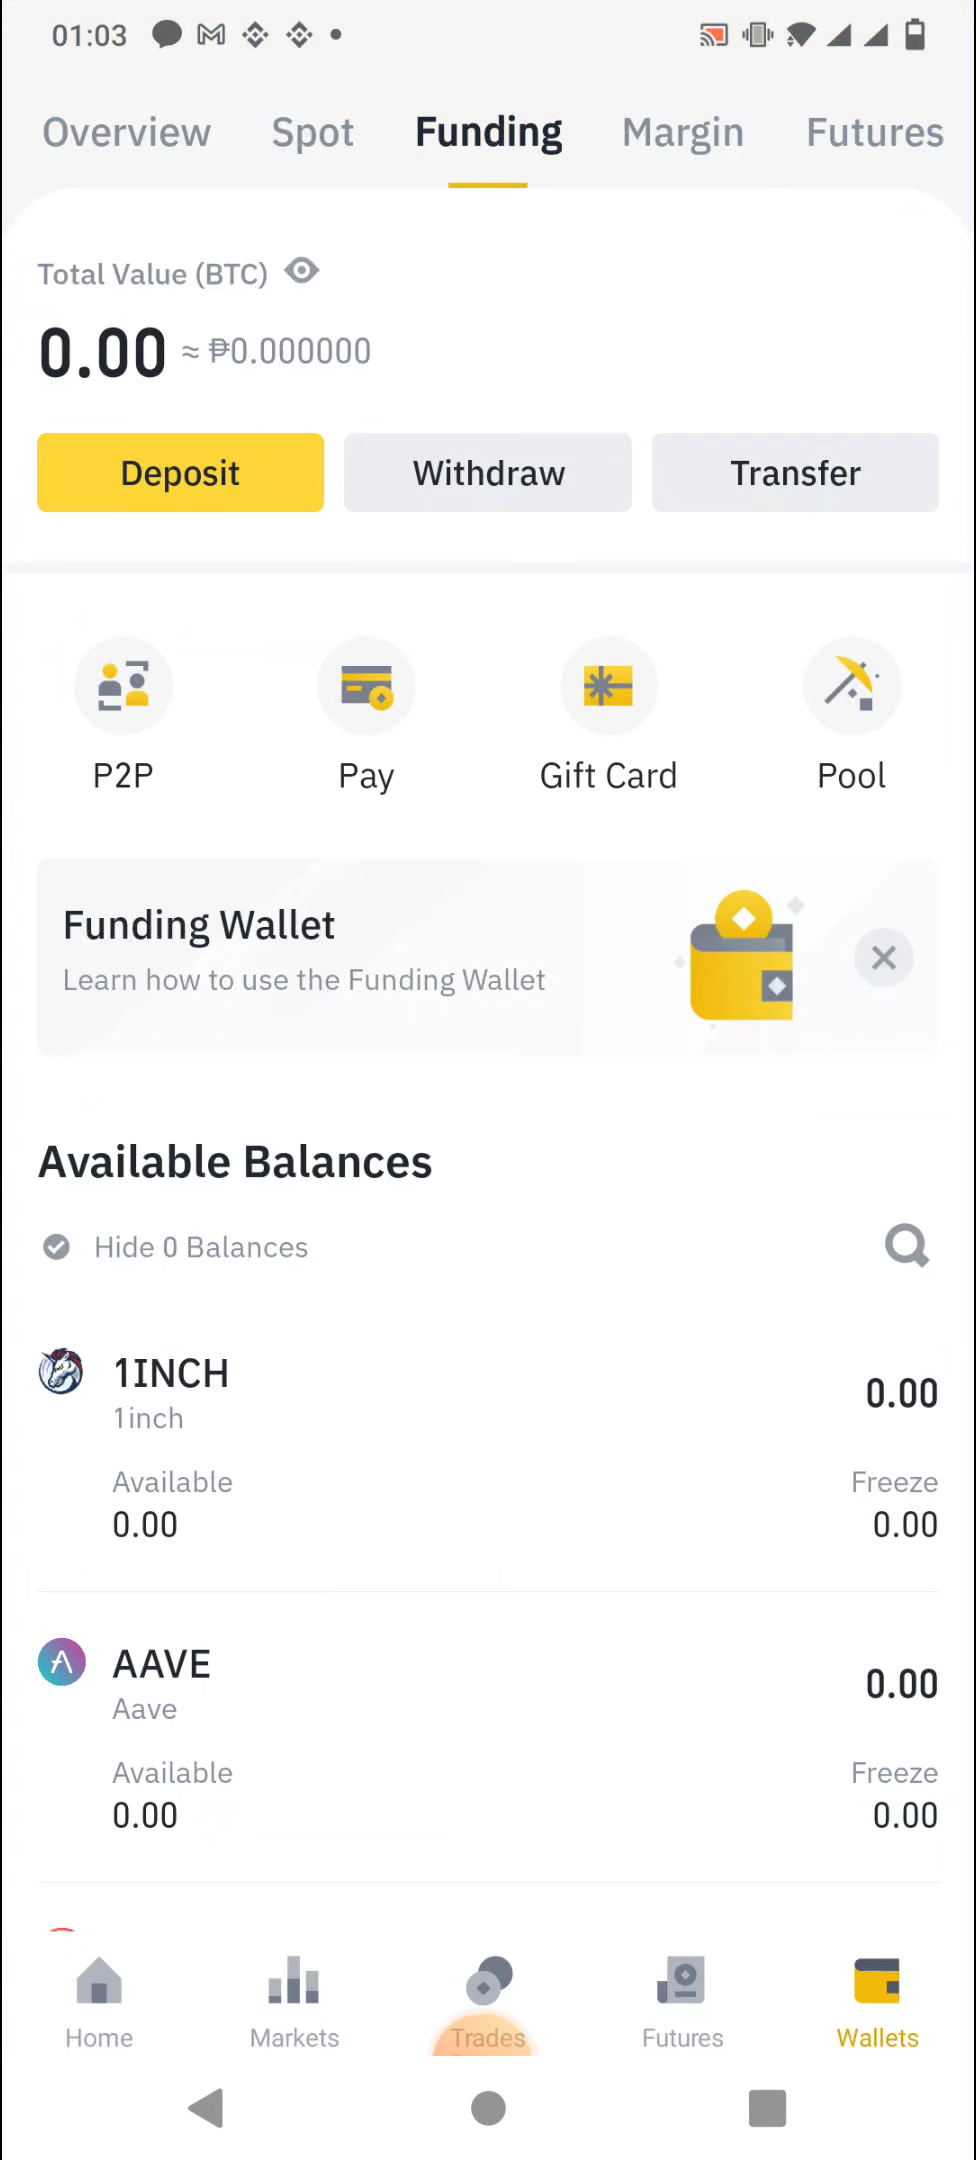 01:03
Overview Spot Funding Margin Futures
Total Value (BTC)
0.00 ≈ ₱0.000000
Deposit Withdraw Transfer
P2P Pay Gift Card Pool
Funding Wallet
Learn how to use the Funding Wallet
Available Balances
Hide 0 Balances
1INCH 0.00
1inch
Available Freeze
0.00 0.00
AAVE 0.00
Aave
Available Freeze
0.00 0.00
Home Markets Trades Futures Wallets